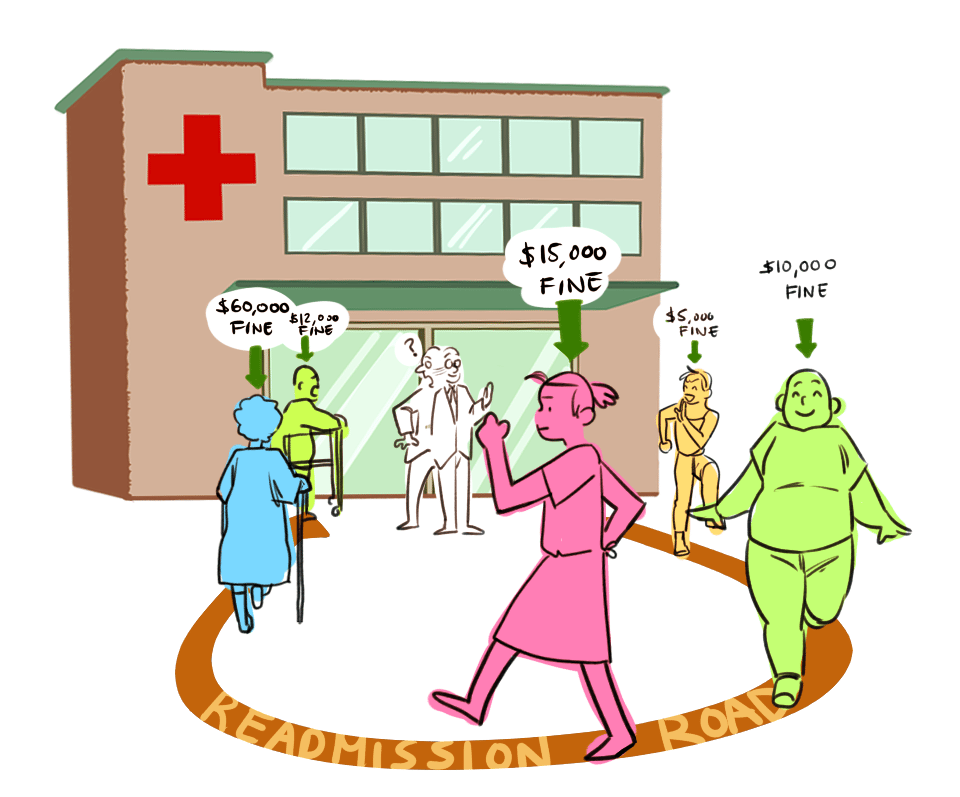 $15,000
FINE
$10,000
FINE
$60,000
FINE
$12,000
FINE
$5,000
FINE
?
READMISSION ROAD